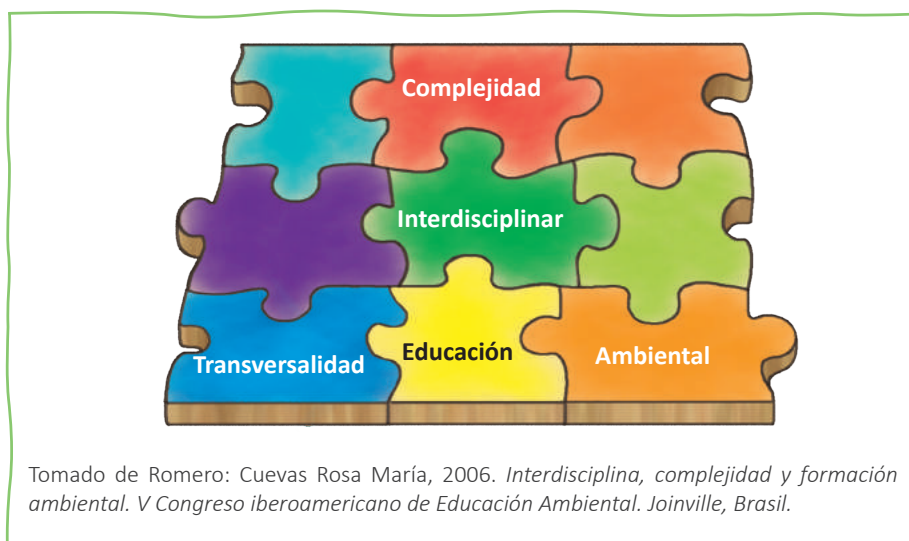 Complejidad
Interdisciplinar
Transversalidad
Educación
Ambiental
Tomado de Romero: Cuevas Rosa María, 2006. Interdisciplina, complejidad y formación
ambiental. V Congreso iberoamericano de Educación Ambiental. Joinville, Brasil.